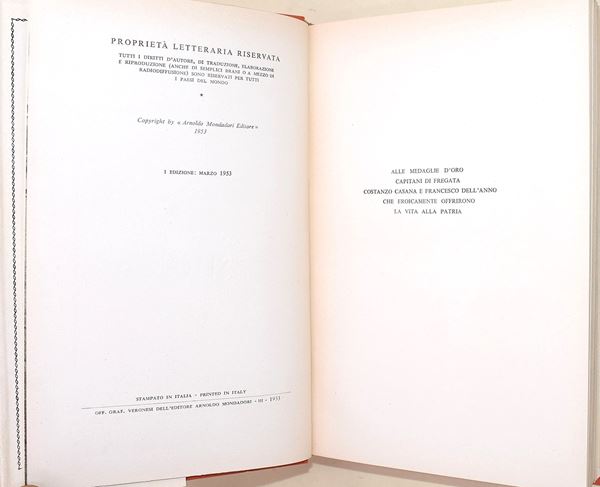 PROPRIETÀ LETTERARIA RISERVATA
TUTTI I DIRITTI D'AUTORE, DI TRADUZIONE, ELABORAZIONE
E RIPRODUZIONE (ANCHE DI SEMPLICI BRANI O A MEZZO DI
RADIODIFFUSIONE) SONO RISERVATI PER TUTTI
I PAESI DEL MONDO
*
Copyright by « Arnoldo Mondadori Editore »
1953
I EDIZIONE: MARZO 1953
STAMPATO IN ITALIA - PRINTED IN ITALY
OFF. GRAF. VERONESI DELL'EDITORE ARNOLDO MONDADORI - III - 1953
ALLE MEDAGLIE D'ORO
CAPITANI DI FREGATA
COSTANZO CASANA E FRANCESCO DELL'ANNO
CHE EROICAMENTE OFFRIRONO
LA VITA ALLA PATRIA